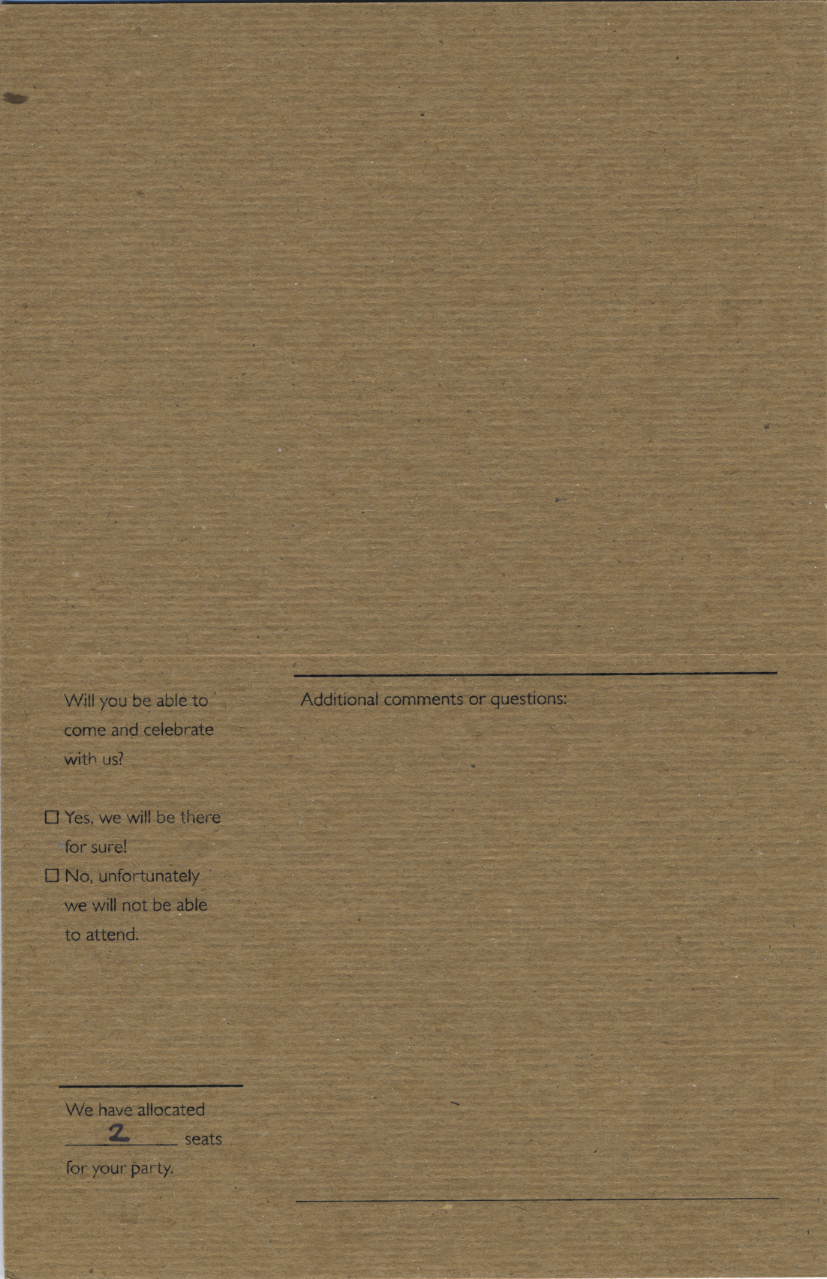 Will you be able to
come and celebrate
with us?
☐ Yes, we will be there
for sure!
☐ No, unfortunately
we will not be able
to attend.
We have allocated
2 seats
for your party.
Additional comments or questions: